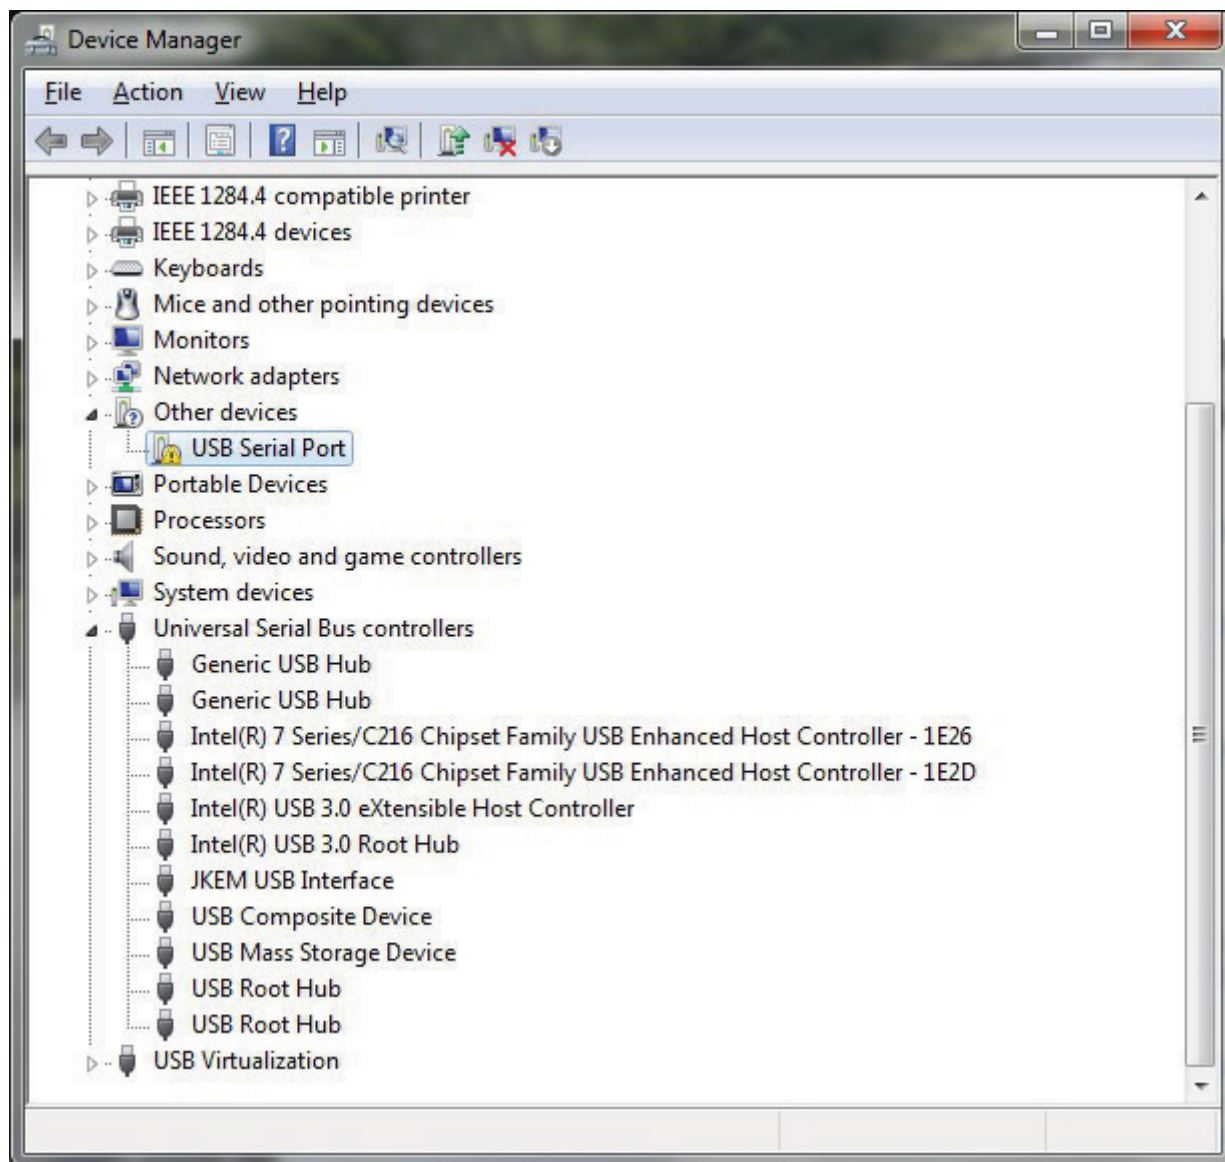 Device Manager
File Action View Help
IEEE 1284.4 compatible printer
IEEE 1284.4 devices
Keyboards
Mice and other pointing devices
Monitors
Network adapters
Other devices
USB Serial Port
Portable Devices
Processors
Sound, video and game controllers
System devices
Universal Serial Bus controllers
Generic USB Hub
Generic USB Hub
Intel(R) 7 Series/C216 Chipset Family USB Enhanced Host Controller - 1E26
Intel(R) 7 Series/C216 Chipset Family USB Enhanced Host Controller - 1E2D
Intel(R) USB 3.0 eXtensible Host Controller
Intel(R) USB 3.0 Root Hub
JKEM USB Interface
USB Composite Device
USB Mass Storage Device
USB Root Hub
USB Root Hub
USB Virtualization